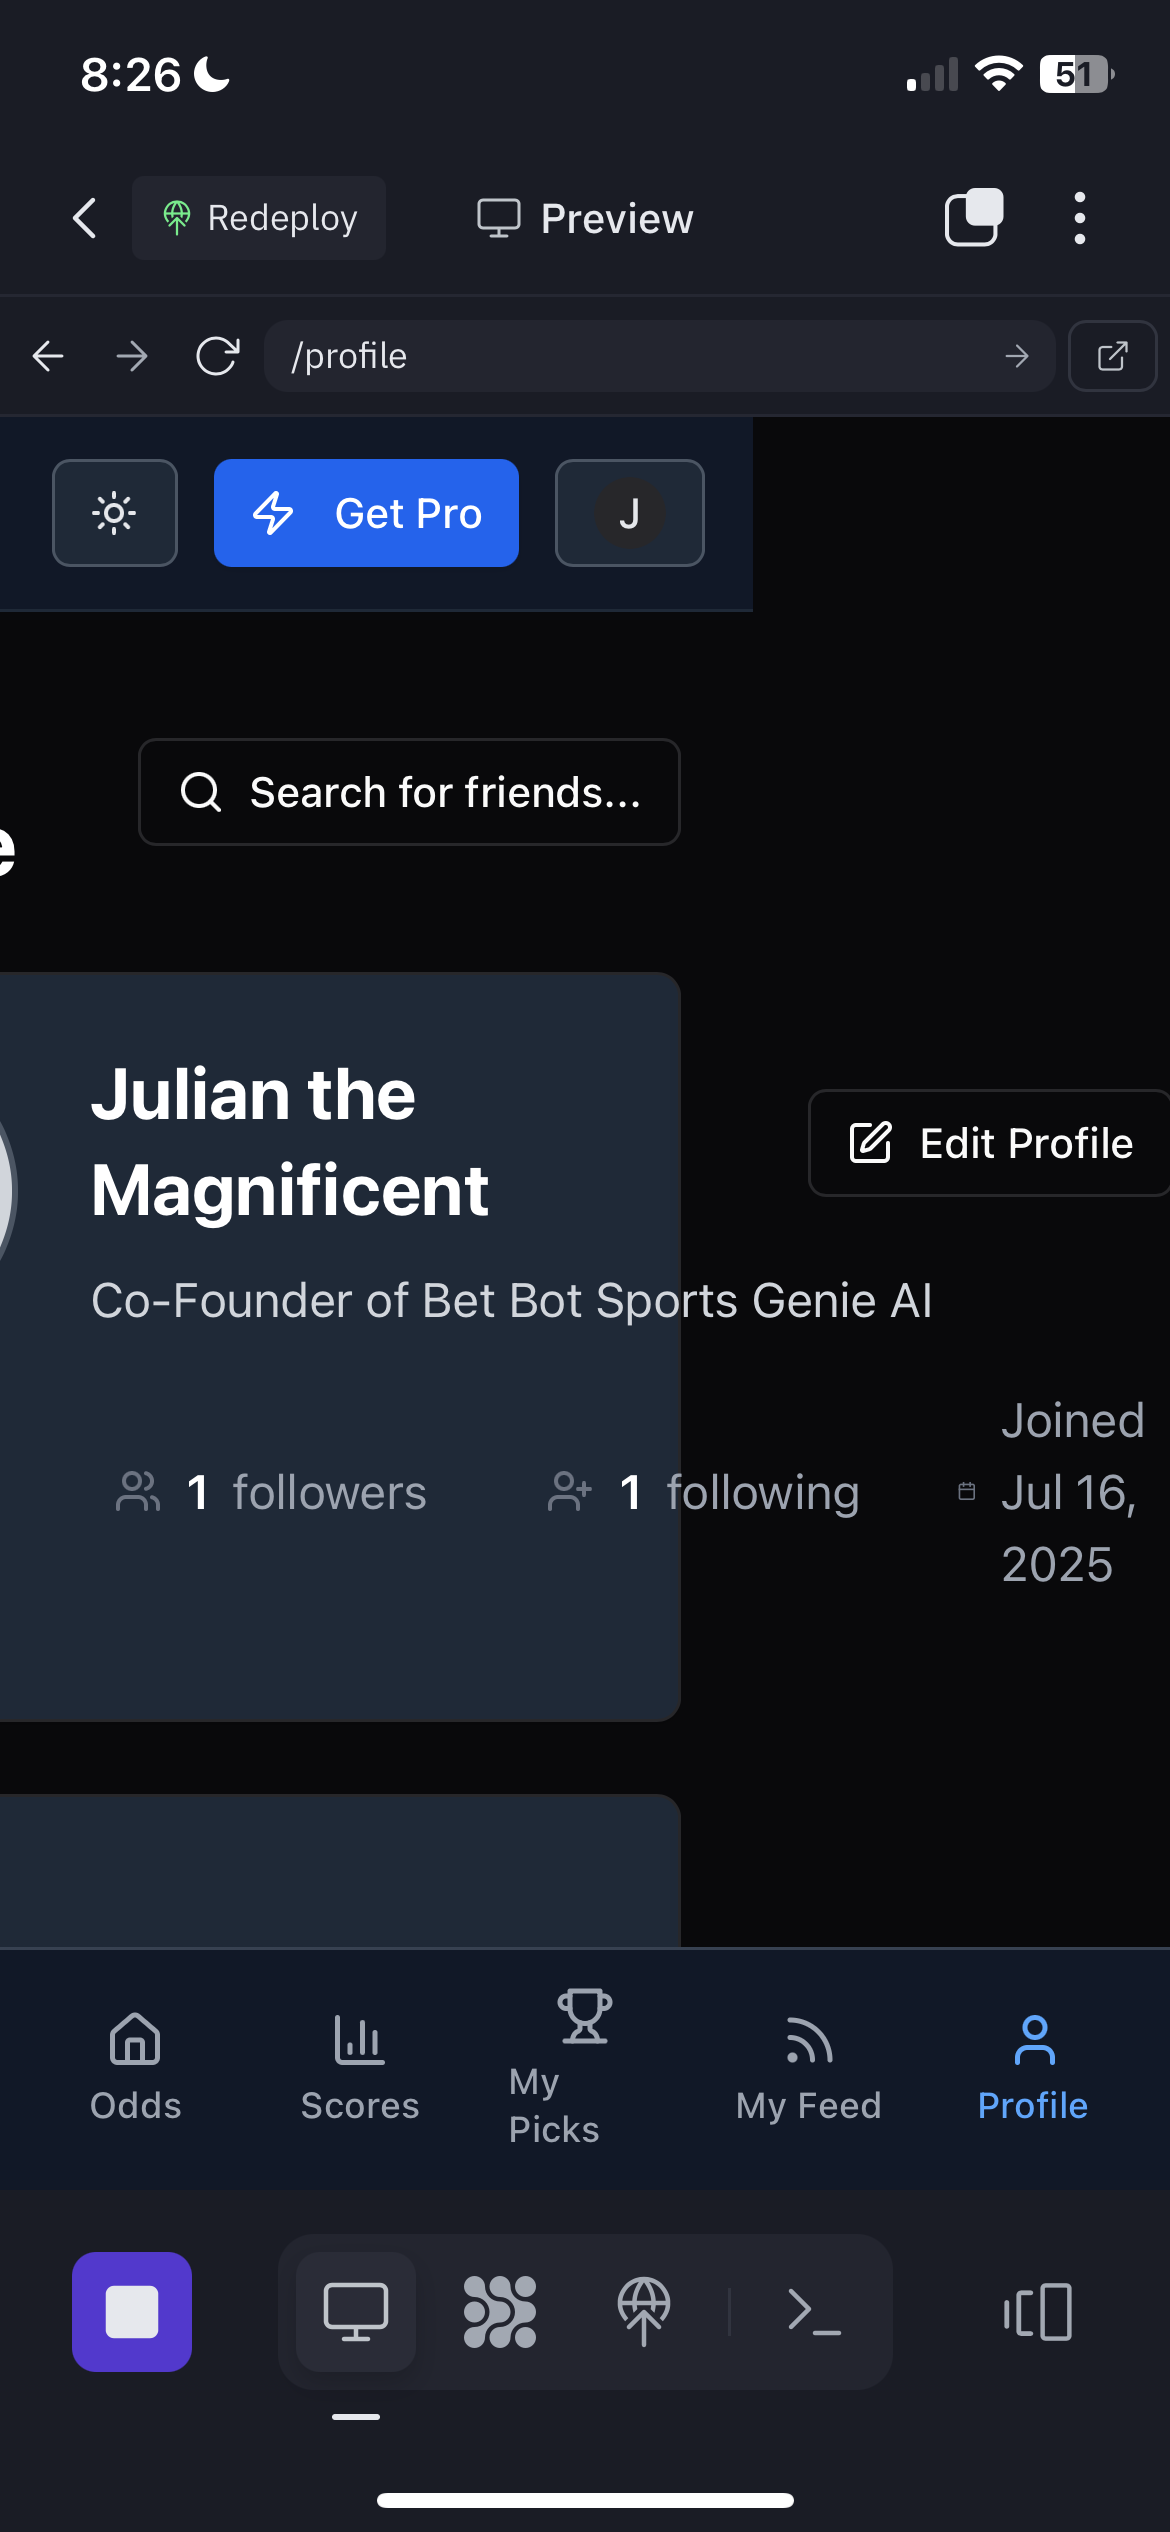 8:26
51
Redeploy
Preview
/profile
Get Pro
J
Search for friends...
e
Julian the
Magnificent
Edit Profile
Co-Founder of Bet Bot Sports Genie AI
1 followers
1 following
Joined
Jul 16,
2025
Odds
Scores
My
Picks
My Feed
Profile